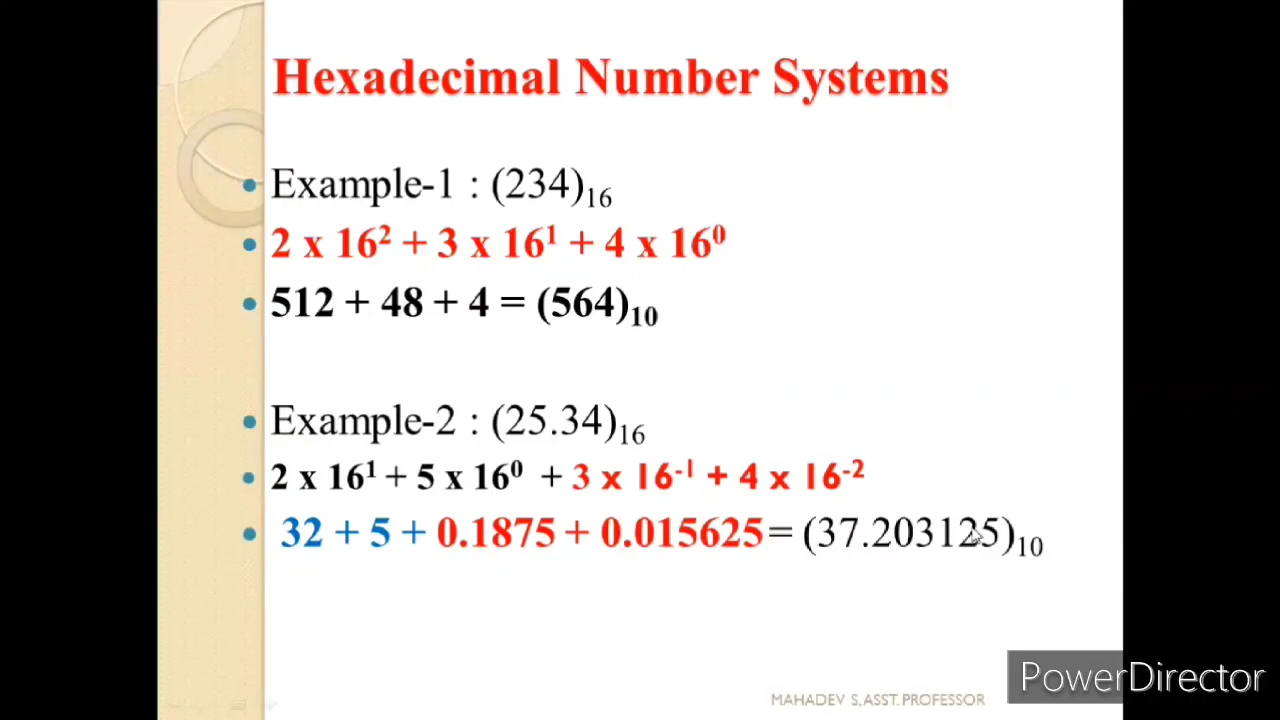 Hexadecimal Number Systems
• Example-1 : (234)₁₆
• 2 x 16² + 3 x 16¹ + 4 x 16⁰
• 512 + 48 + 4 = (564)₁₀
• Example-2 : (25.34)₁₆
• 2 x 16¹ + 5 x 16⁰ + 3 x 16⁻¹ + 4 x 16⁻²
• 32 + 5 + 0.1875 + 0.015625 = (37.203125)₁₀
MAHADEV S,ASST. PROFESSOR
PowerDirector